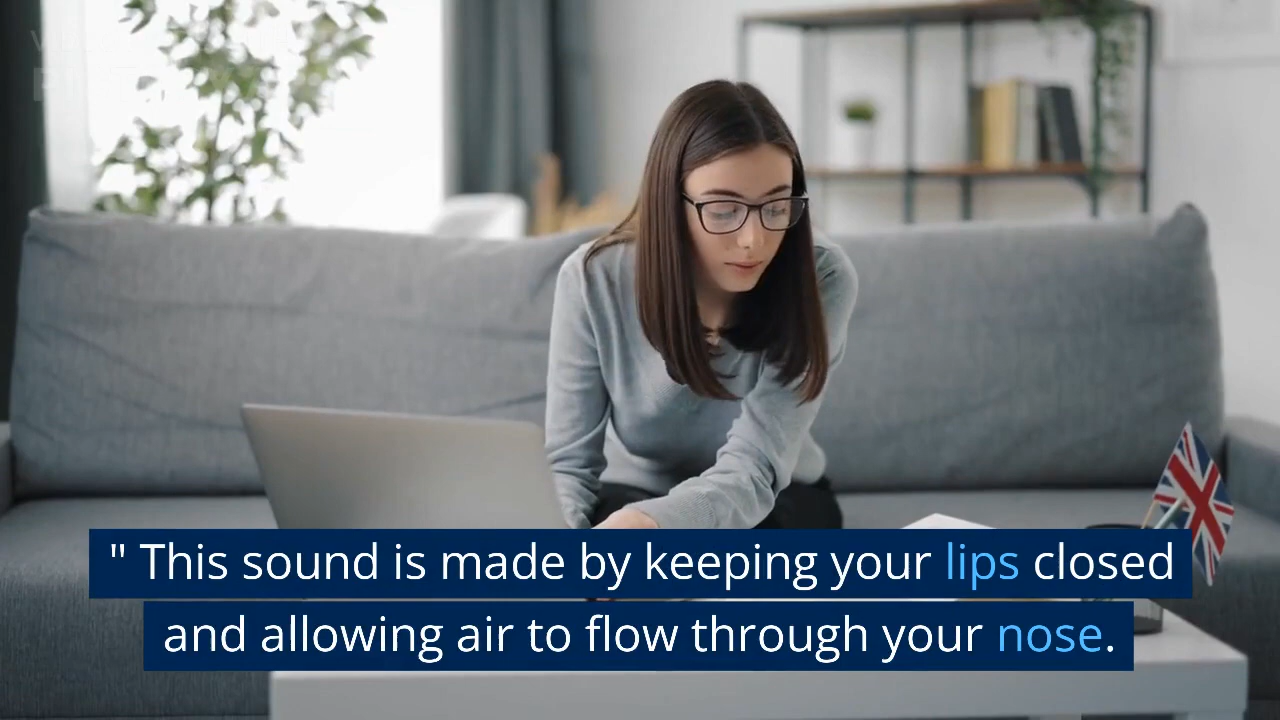 " This sound is made by keeping your lips closed
and allowing air to flow through your nose.